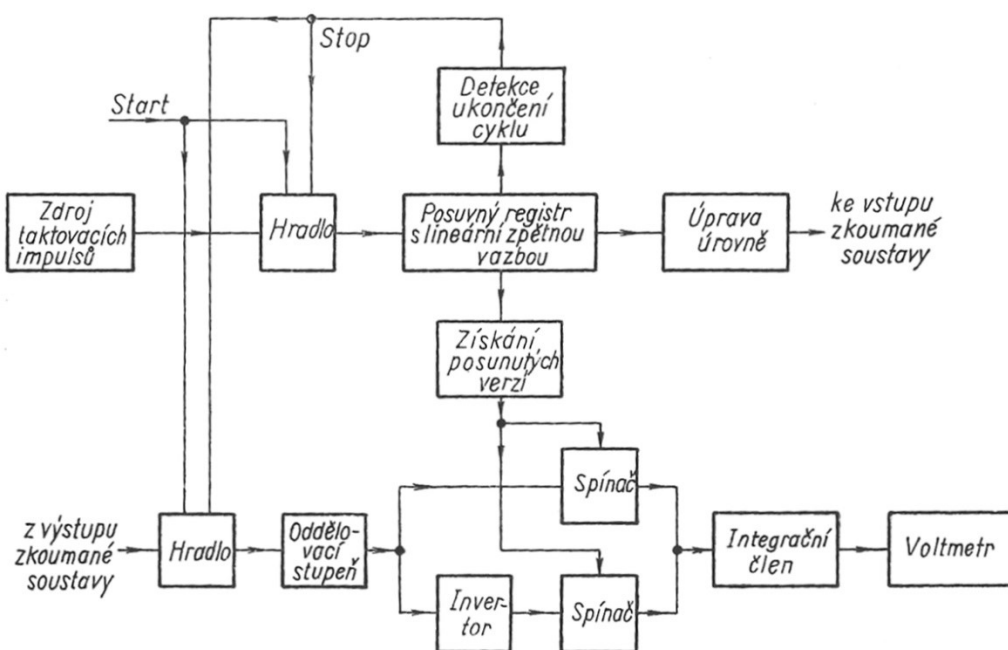 Stop
Detekce
ukončení
cyklu
Start
Zdroj
taktovacích
impulsů
Hradlo
Posuvný registr
s lineární zpětnou
vazbou
Úprava
úrovně
ke vstupu
zkoumané
soustavy
Získání
posunutých
verzí
Spínač
z výstupu
zkoumané
soustavy
Hradlo
Oddělo-
vací
stupeň
Inver-
tor
Spínač
Integrační
člen
Voltmetr